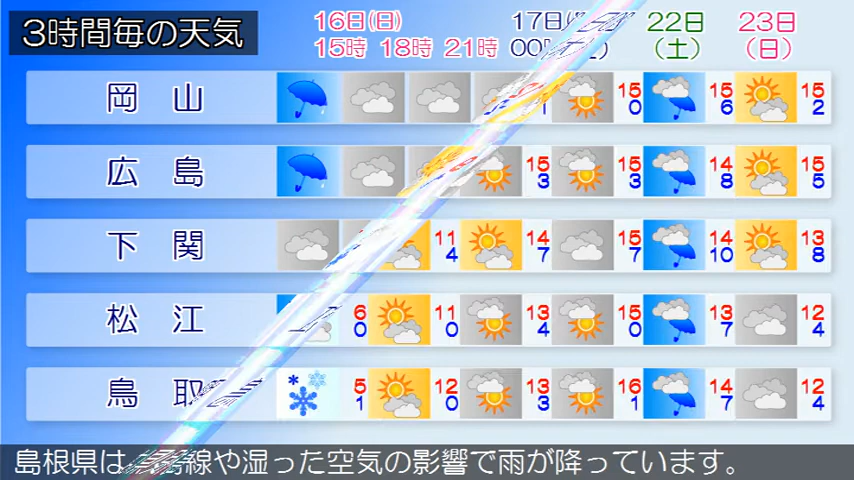 3時間毎の天気
16日(日) 17日 22日 23日
15時 18時 21時 00時 (土) (日)
岡 山 15 0 15 6 15 2
広 島 15 3 15 3 14 8 15 5
下 関 11 4 14 7 15 7 14 10 13 8
松 江 6 0 11 0 13 4 15 0 13 7 12 4
鳥 取 5 1 12 0 13 3 16 1 14 7 12 4
島根県は 線や湿った空気の影響で雨が降っています。